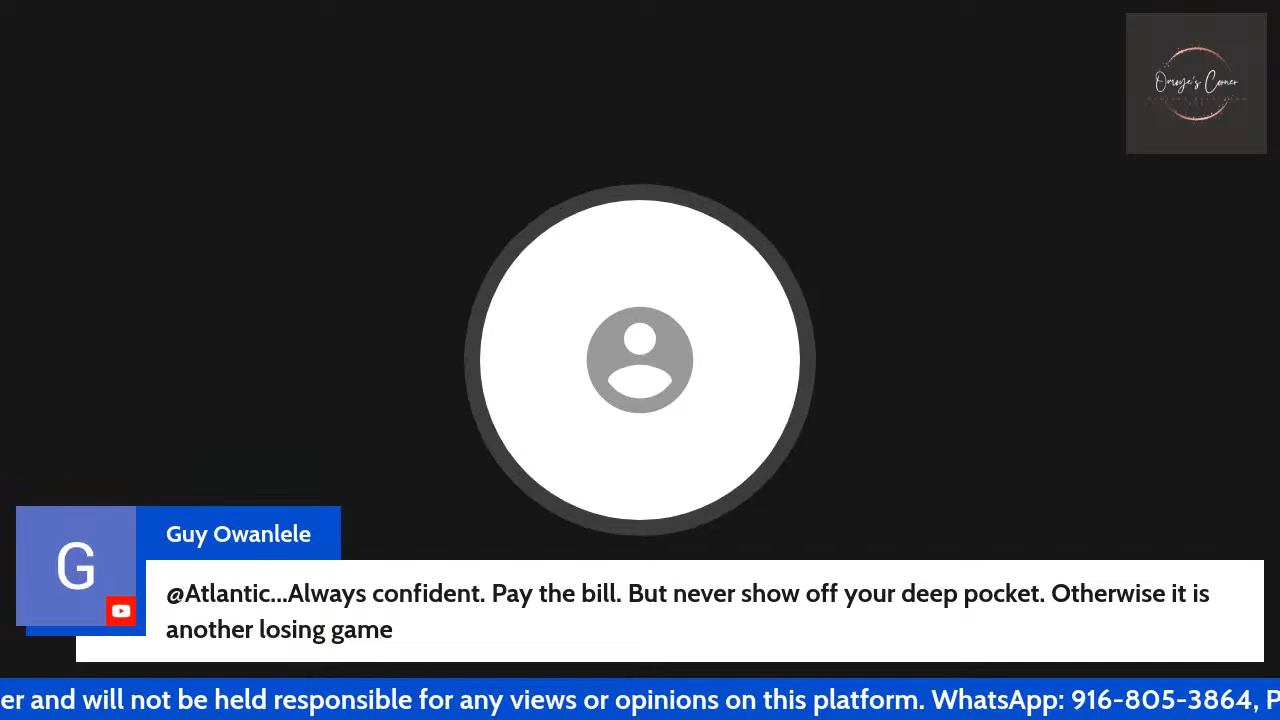 Omoye's Corner
G
Guy Owanlele
@Atlantic...Always confident. Pay the bill. But never show off your deep pocket. Otherwise it is
another losing game
er and will not be held responsible for any views or opinions on this platform. WhatsApp: 916-805-3864, P